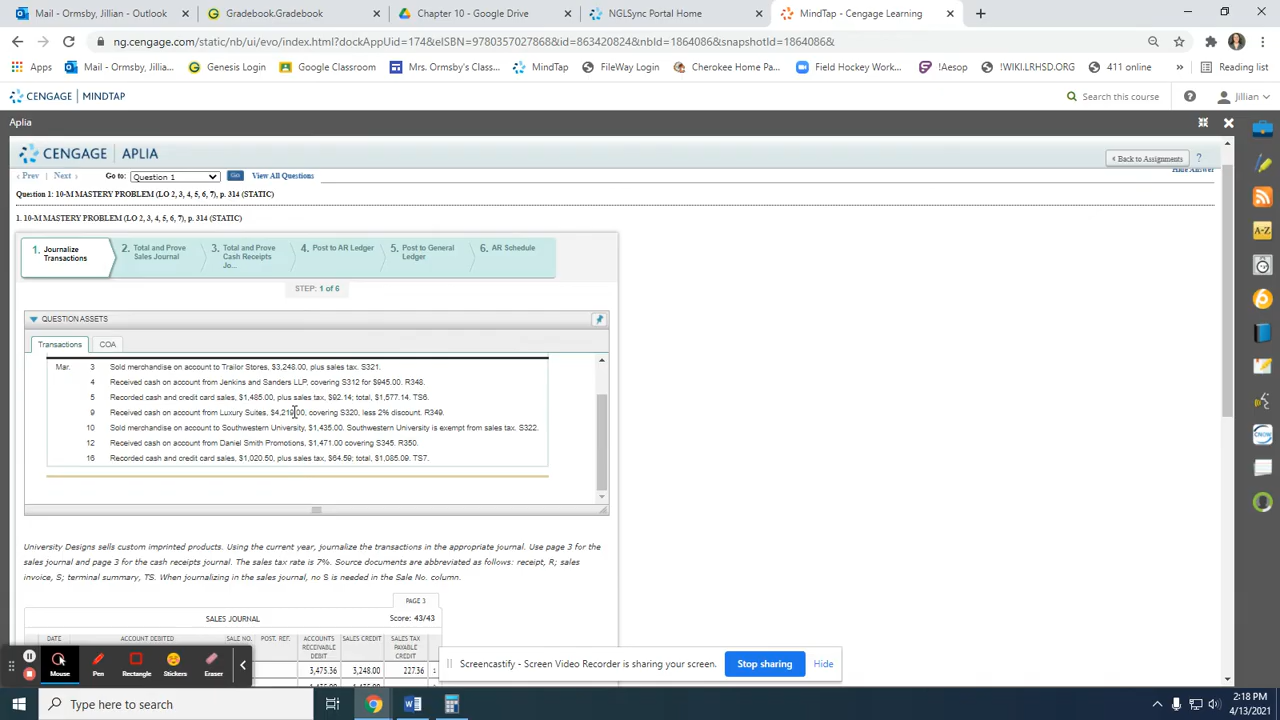 Mail - Ormsby, Jillian - Outlook
Gradebook.Gradebook
Chapter 10 - Google Drive
NGLSync Portal Home
MindTap - Cengage Learning
ng.cengage.com/static/nb/ui/evo/index.html?dockAppUid=174&eISBN=9780357027868&id=863420824&nbId=1864086&snapshotId=1864086&
Apps
Mail - Ormsby, Jillia...
Genesis Login
Google Classroom
Mrs. Ormsby's Class...
MindTap
FileWay Login
Cherokee Home Pa...
Field Hockey Work...
!Aesop
!WIKI.LRHSD.ORG
411 online
»
Reading list
CENGAGE | MINDTAP
Search this course
Jillian
Aplia
CENGAGE | APLIA
Back to Assignments
?
Prev | Next
Go to: Question 1
Go
View All Questions
Hide Answer
Question 1: 10-M MASTERY PROBLEM (LO 2, 3, 4, 5, 6, 7), p. 314 (STATIC)
1. 10-M MASTERY PROBLEM (LO 2, 3, 4, 5, 6, 7), p. 314 (STATIC)
1. Journalize Transactions
2. Total and Prove Sales Journal
3. Total and Prove Cash Receipts Jo...
4. Post to AR Ledger
5. Post to General Ledger
6. AR Schedule
STEP: 1 of 6
QUESTION ASSETS
Transactions
COA
Mar. 3 Sold merchandise on account to Trailor Stores, $3,248.00, plus sales tax. S321.
4 Received cash on account from Jenkins and Sanders LLP, covering S312 for $945.00. R348.
5 Recorded cash and credit card sales, $1,485.00, plus sales tax, $92.14; total, $1,577.14. TS6.
9 Received cash on account from Luxury Suites, $4,219.00, covering S320, less 2% discount. R349.
10 Sold merchandise on account to Southwestern University, $1,435.00. Southwestern University is exempt from sales tax. S322.
12 Received cash on account from Daniel Smith Promotions, $1,471.00 covering S345. R350.
16 Recorded cash and credit card sales, $1,020.50, plus sales tax, $64.59; total, $1,085.09. TS7.
University Designs sells custom imprinted products. Using the current year, journalize the transactions in the appropriate journal. Use page 3 for the
sales journal and page 3 for the cash receipts journal. The sales tax rate is 7%. Source documents are abbreviated as follows: receipt, R; sales
invoice, S; terminal summary, TS. When journalizing in the sales journal, no S is needed in the Sale No. column.
PAGE 3
SALES JOURNAL
Score: 43/43
DATE
ACCOUNT DEBITED
SALE NO.
POST. REF.
ACCOUNTS RECEIVABLE DEBIT
SALES CREDIT
SALES TAX PAYABLE CREDIT
3,475.36 3,248.00 227.36 1
Mouse
Pen
Rectangle
Stickers
Eraser
Screencastify - Screen Video Recorder is sharing your screen.
Stop sharing
Hide
Type here to search
2:18 PM
4/13/2021